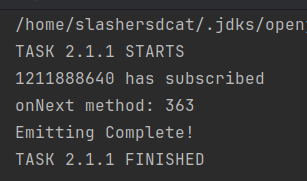 /home/slashersdcat/.jdks/openj
TASK 2.1.1 STARTS
1211888640 has subscribed
onNext method: 363
Emitting Complete!
TASK 2.1.1 FINISHED